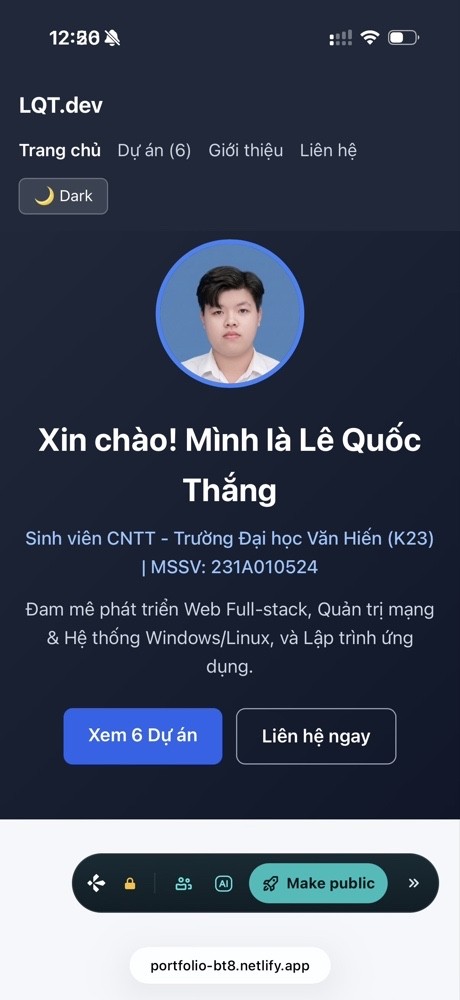 LQT.dev
Trang chủ Dự án (6) Giới thiệu Liên hệ
🌙 Dark
Xin chào! Mình là Lê Quốc
Thắng
Sinh viên CNTT - Trường Đại học Văn Hiến (K23)
| MSSV: 231A010524
Đam mê phát triển Web Full-stack, Quản trị mạng
& Hệ thống Windows/Linux, và Lập trình ứng
dụng.
Xem 6 Dự án Liên hệ ngay
AI Make public »
portfolio-bt8.netlify.app